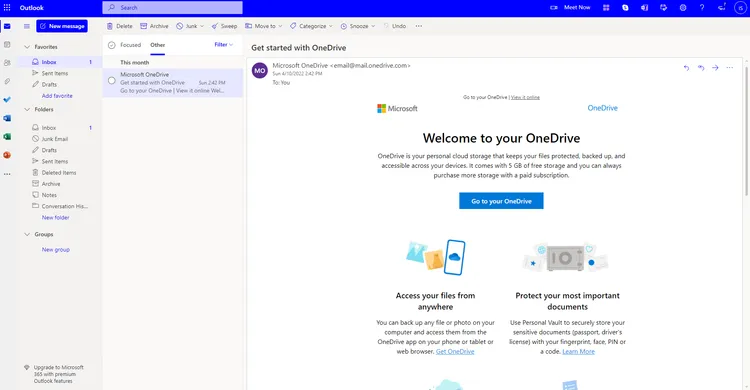 Outlook
Search
Meet Now
IS
New message
Delete
Archive
Junk
Sweep
Move to
Categorize
Snooze
Undo
Favorites
Inbox 1
Sent Items
Drafts
Add favorite
Folders
Inbox 1
Junk Email
Drafts
Sent Items
Deleted Items
Archive
Notes
Conversation His...
New folder
Groups
New group
Upgrade to Microsoft
365 with premium
Outlook features
Focused
Other
Filter
This month
Microsoft OneDrive
Get started with OneDrive Sun 2:42 PM
Go to your OneDrive | View it online Wel...
Get started with OneDrive
MO
Microsoft OneDrive <email@mail.onedrive.com>
Sun 4/10/2022 2:42 PM
To: You
Go to your OneDrive | View it online
Microsoft
OneDrive
Welcome to your OneDrive
OneDrive is your personal cloud storage that keeps your files protected, backed up, and
accessible across your devices. It comes with 5 GB of free storage and you can always
purchase more storage with a paid subscription.
Go to your OneDrive
Access your files from
anywhere
You can back up any file or photo on your
computer and access them from the
OneDrive app on your phone or tablet or
web browser. Get OneDrive
Protect your most important
documents
Use Personal Vault to securely store your
sensitive documents (passport, driver's
license) with your fingerprint, face, PIN or
a code. Learn More